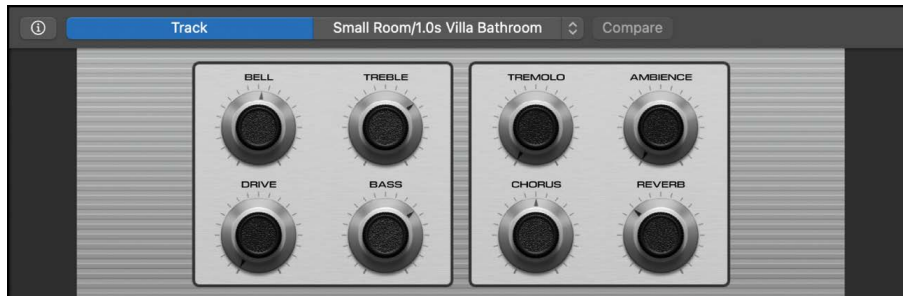 Track
Small Room/1.0s Villa Bathroom
Compare
BELL
TREBLE
TREMOLO
AMBIENCE
DRIVE
BASS
CHORUS
REVERB